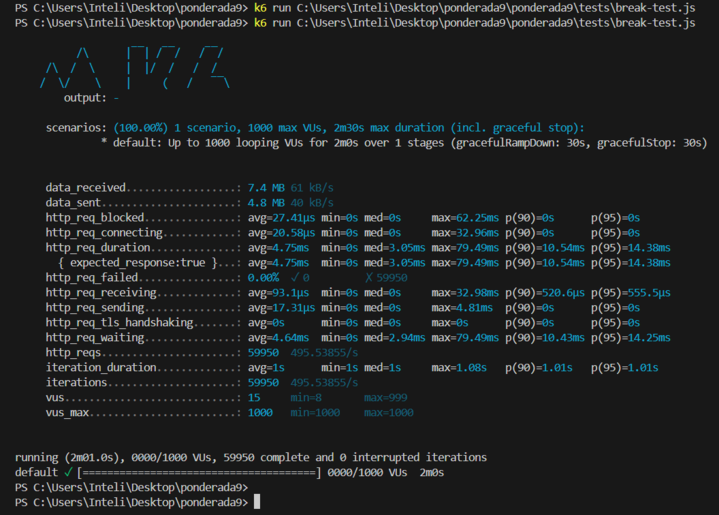 PS C:\Users\Inteli\Desktop\ponderada9> k6 run C:\Users\Inteli\Desktop\ponderada9\ponderada9\tests\break-test.js
PS C:\Users\Inteli\Desktop\ponderada9> k6 run C:\Users\Inteli\Desktop\ponderada9\ponderada9\tests\break-test.js
output: -
scenarios: (100.00%) 1 scenario, 1000 max VUs, 2m30s max duration (incl. graceful stop):
* default: Up to 1000 looping VUs for 2m0s over 1 stages (gracefulRampDown: 30s, gracefulStop: 30s)
data_received..................: 7.4 MB 61 kB/s
data_sent......................: 4.8 MB 40 kB/s
http_req_blocked...............: avg=27.41µs min=0s med=0s max=62.25ms p(90)=0s p(95)=0s
http_req_connecting............: avg=20.58µs min=0s med=0s max=32.96ms p(90)=0s p(95)=0s
http_req_duration..............: avg=4.75ms min=0s med=3.05ms max=79.49ms p(90)=10.54ms p(95)=14.38ms
{ expected_response:true }...: avg=4.75ms min=0s med=3.05ms max=79.49ms p(90)=10.54ms p(95)=14.38ms
http_req_failed................: 0.00% ✓ 0 ✗ 59950
http_req_receiving.............: avg=93.1µs min=0s med=0s max=32.98ms p(90)=520.6µs p(95)=555.5µs
http_req_sending...............: avg=17.31µs min=0s med=0s max=4.81ms p(90)=0s p(95)=0s
http_req_tls_handshaking.......: avg=0s min=0s med=0s max=0s p(90)=0s p(95)=0s
http_req_waiting...............: avg=4.64ms min=0s med=2.94ms max=79.49ms p(90)=10.43ms p(95)=14.25ms
http_reqs......................: 59950 495.53855/s
iteration_duration.............: avg=1s min=1s med=1s max=1.08s p(90)=1.01s p(95)=1.01s
iterations.....................: 59950 495.53855/s
vus............................: 15 min=8 max=999
vus_max........................: 1000 min=1000 max=1000
running (2m01.0s), 0000/1000 VUs, 59950 complete and 0 interrupted iterations
default ✓ [======================================] 0000/1000 VUs 2m0s
PS C:\Users\Inteli\Desktop\ponderada9>
PS C:\Users\Inteli\Desktop\ponderada9>